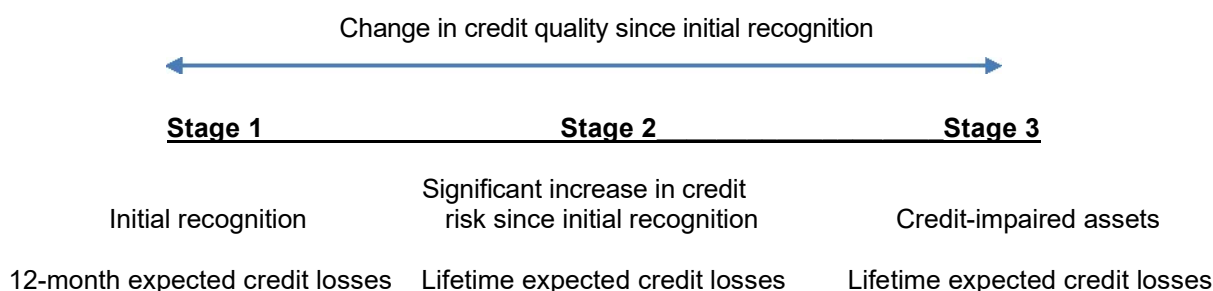 Change in credit quality since initial recognition
Stage 1 Stage 2 Stage 3
Significant increase in credit
Initial recognition risk since initial recognition Credit-impaired assets
12-month expected credit losses Lifetime expected credit losses Lifetime expected credit losses